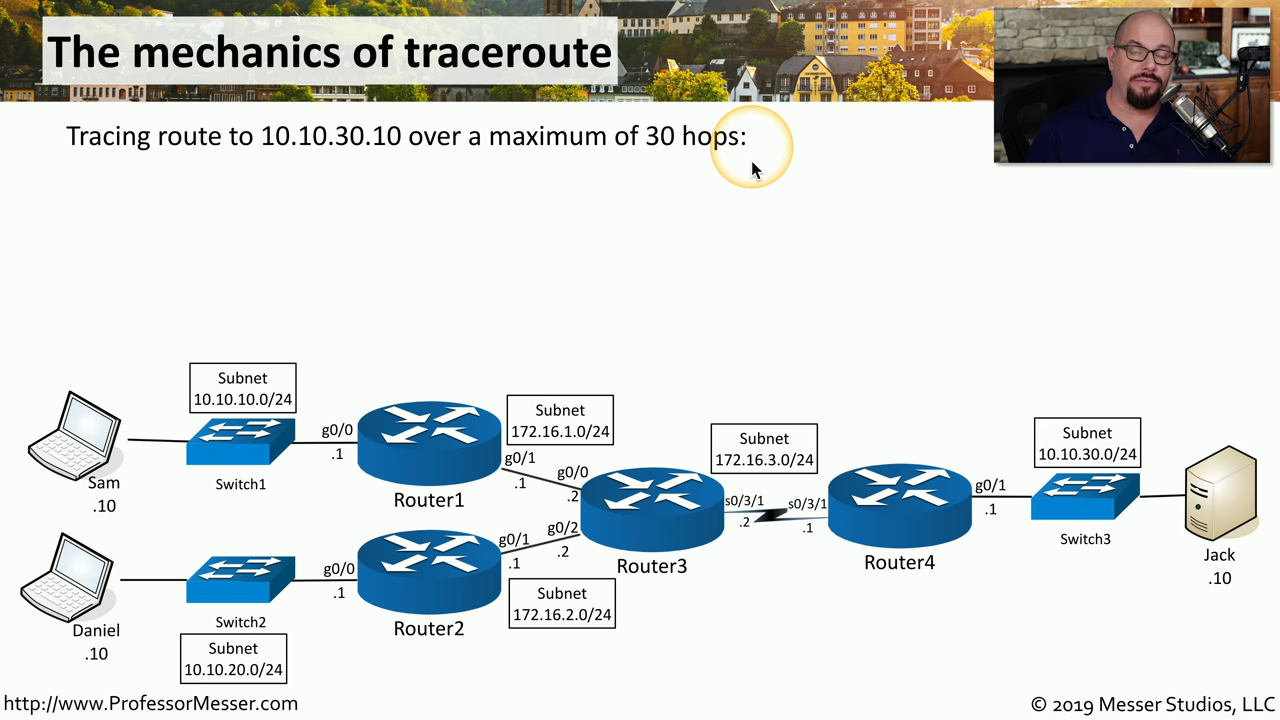 The mechanics of traceroute
Tracing route to 10.10.30.10 over a maximum of 30 hops:
Subnet
10.10.10.0/24
Sam
.10
Switch1
g0/0
.1
Router1
Subnet
172.16.1.0/24
g0/1
.1
g0/0
.2
Daniel
.10
Switch2
Subnet
10.10.20.0/24
g0/0
.1
Router2
g0/1
.1
g0/2
.2
Subnet
172.16.2.0/24
Router3
Subnet
172.16.3.0/24
s0/3/1
.2
s0/3/1
.1
Router4
g0/1
.1
Subnet
10.10.30.0/24
Switch3
Jack
.10
http://www.ProfessorMesser.com
© 2019 Messer Studios, LLC